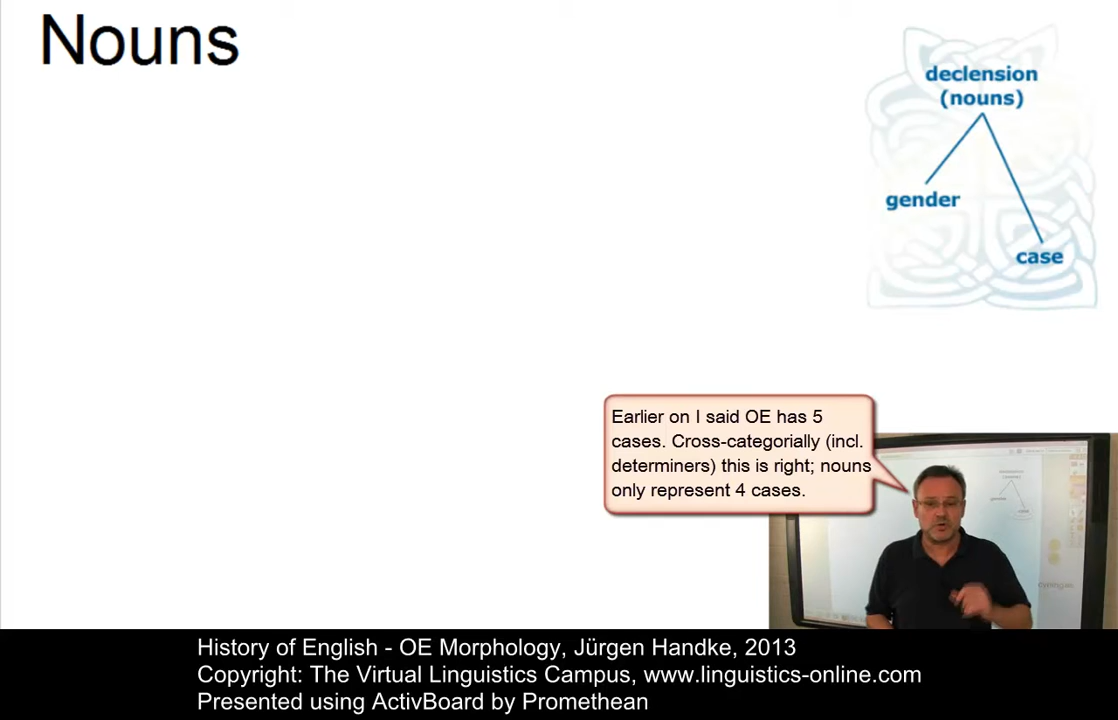 Nouns
declension
(nouns)
gender
case
Earlier on I said OE has 5
cases. Cross-categorially (incl.
determiners) this is right; nouns
only represent 4 cases.
History of English - OE Morphology, Jürgen Handke, 2013
Copyright: The Virtual Linguistics Campus, www.linguistics-online.com
Presented using ActivBoard by Promethean